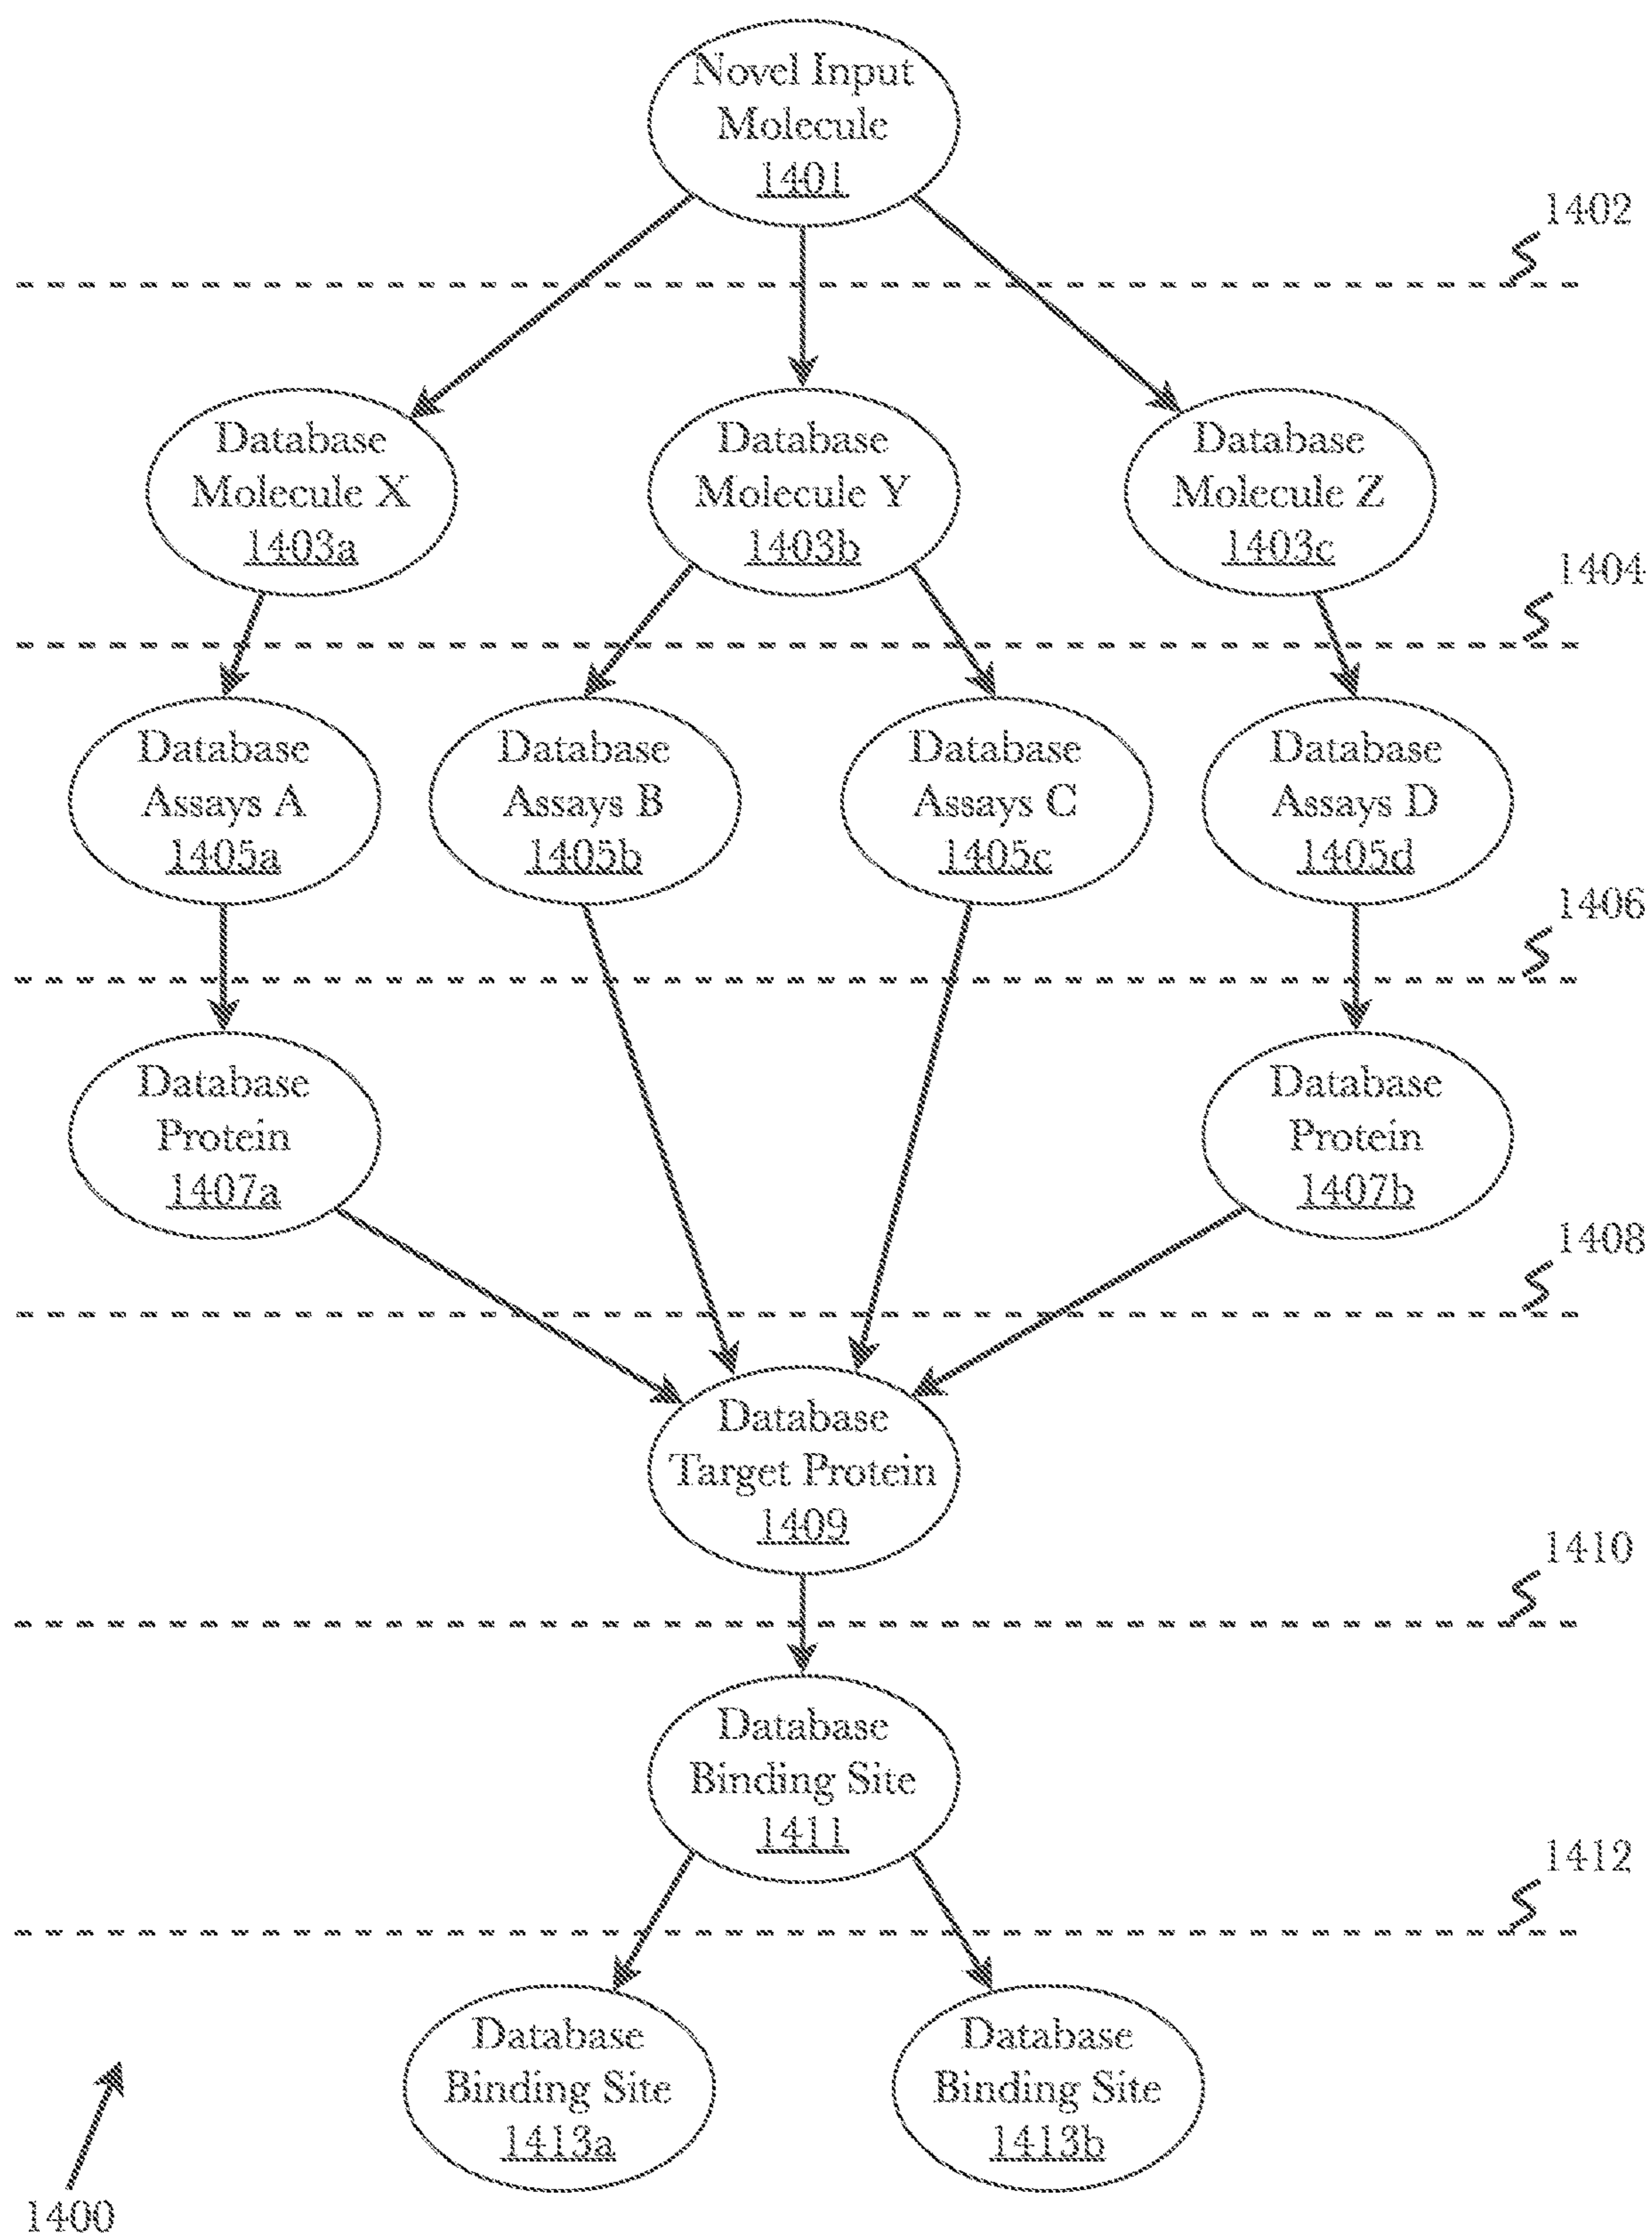 Novel Input
Molecule
1401
1402
Database
Molecule X
1403a
Database
Molecule Y
1403b
Database
Molecule Z
1403c
1404
Database
Assays A
1405a
Database
Assays B
1405b
Database
Assays C
1405c
Database
Assays D
1405d
1406
Database
Protein
1407a
Database
Protein
1407b
1408
Database
Target Protein
1409
1410
Database
Binding Site
1411
1412
Database
Binding Site
1413a
Database
Binding Site
1413b
1400